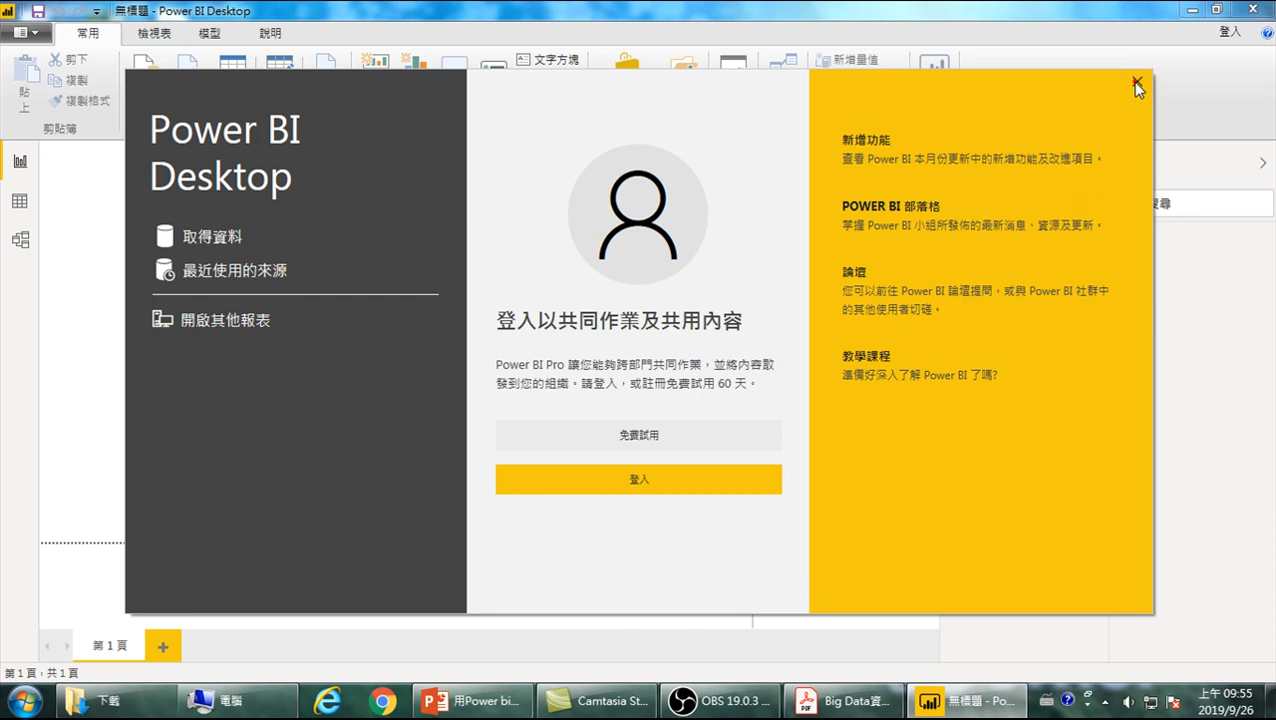 無標題 - Power BI Desktop
常用
檢視表
模型
說明
登入
貼上
剪下
複製
複製格式
剪貼簿
文字方塊
新增量值
Power BI
Desktop
取得資料
最近使用的來源
開啟其他報表
登入以共同作業及共用內容
Power BI Pro 讓您能夠跨部門共同作業，並將內容散
發到您的組織。請登入，或註冊免費試用 60 天。
免費試用
登入
新增功能
查看 Power BI 本月份更新中的新增功能及改進項目。
POWER BI 部落格
掌握 Power BI 小組所發佈的最新消息、資源及更新。
論壇
您可以前往 Power BI 論壇提問，或與 Power BI 社群中
的其他使用者切磋。
教學課程
準備好深入了解 Power BI 了嗎?
搜尋
第 1 頁
第 1 頁，共 1 頁
下載
電腦
用Power bi...
Camtasia St...
OBS 19.0.3 ...
Big Data資...
無標題 - Po...
上午 09:55
2019/9/26